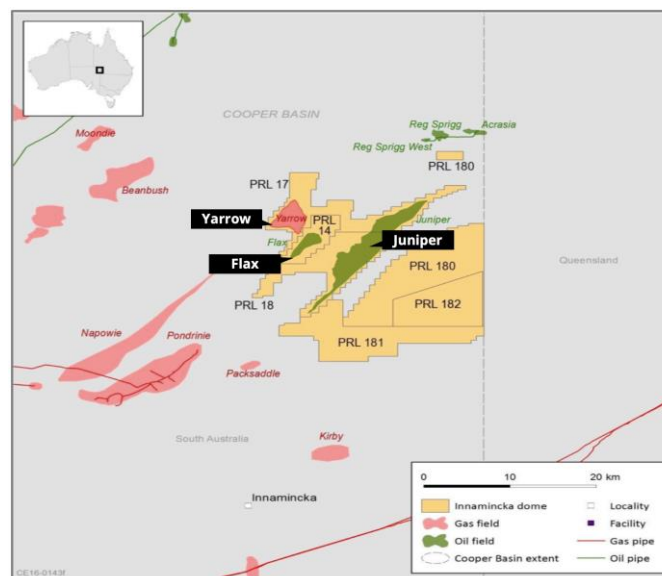 COOPER BASIN
Moondie
Beanbush
Reg Sprigg
Acrasia
Reg Sprigg West
PRL 180
PRL 17
Yarrow
Yarrow
PRL
14
Juniper
Flax
Juniper
Flax
PRL 180
Queensland
PRL 18
PRL 182
Napowie
Pondrinie
PRL 181
Packsaddle
South Australia
Kirby
Innamincka
0 10 20 km
Innamincka dome
Locality
Gas field
Facility
Oil field
Gas pipe
Cooper Basin extent
Oil pipe
CE16-0143f